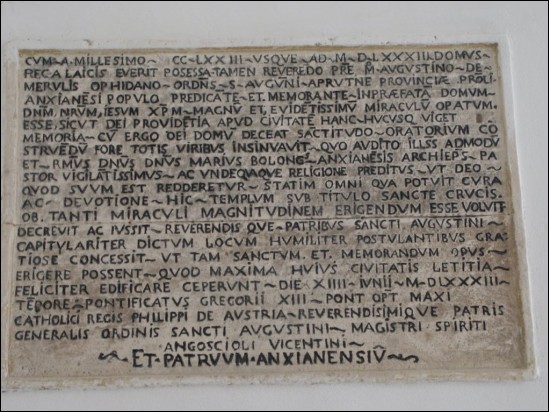 CVM~A~MILLESIMO~ CC~LXXIII~VSQVE~AD~M~D~LXXXIII~DOMVS~
HEC~A LAICIS EVERIT POSESSA~TAMEN REVEREDO PRE M AVGVSTINO~DE~
MERVLIS OPHIDANO~ORDNS~S~AVGVNI~APRVTNE PROVINCIÆ PROLI~
ANXIANESI POPVLO PREDICATE~ET~MEMORANTE~INPRÆFATA DOMVM~
DNM~NRVM, IESVM XPM~MAGNV ET, EVIDETISSIMV MIRACVLV OPATVM.
ESSE SICVT DEI PROVIDETIA APVD CIVITATE HANC~HVCVSQ VIGET
MEMORIA~CV ERGO DEI DOMV DECEAT SACTITVDO~ORATORIVM CO
STRVEDV FORE TOTIS VIRIBVS INSINVAVIT~QVO AVDITO ILLSS ADMODV
ET~RMVS DNVS DNVS MARIVS BOLONG~ANXIANESIS ARCHIEPS~PA
STOR VIGILATISSIMVS~AC VNDEQVAQVE RELIGIONE PREDITVS~VT DEO~
QVOD SVVM EST REDDERETVR~STATIM OMNI QVA POTVIT CVRA
AC~DEVOTIONE~HIC~TEMPLVM SVB TITVLO SANCTE CRVCIS~
OB. TANTI MIRACVLI MAGNITVDINEM ERIGENDVM ESSE VOLVIT
DECREVIT AC IVSSIT~REVERENDIS QVE~PATRIBVS SANCTI AVGVSTINI~
CAPITVLARITER DICTVM LOCVM HVMILITER POSTVLANTIBVS GRA~
TIOSE CONCESSIT~VT TAM SANCTVM. ET. MEMORANDVM OPVS~
ERIGERE POSSENT~QVOD MAXIMA HVIVS CIVITATIS LETITIA~
FELICITER EDIFICARE CEPERVNT~DIE XIIII IVNII~M~DLXXXIII~
TEPORE~PONTIFICATVS GREGORII XIII~PONT OPT MAXI
CATHOLICI REGIS PHILIPPI DE AVSTRIA~REVERENDISIMIQVE PATRIS
GENERALIS ORDINIS SANCTI AVGVSTINI~MAGISTRI SPIRITI
ANGOSCIOLI VICENTINI~
~ET~PATRVVM~ANXIANENSIV~